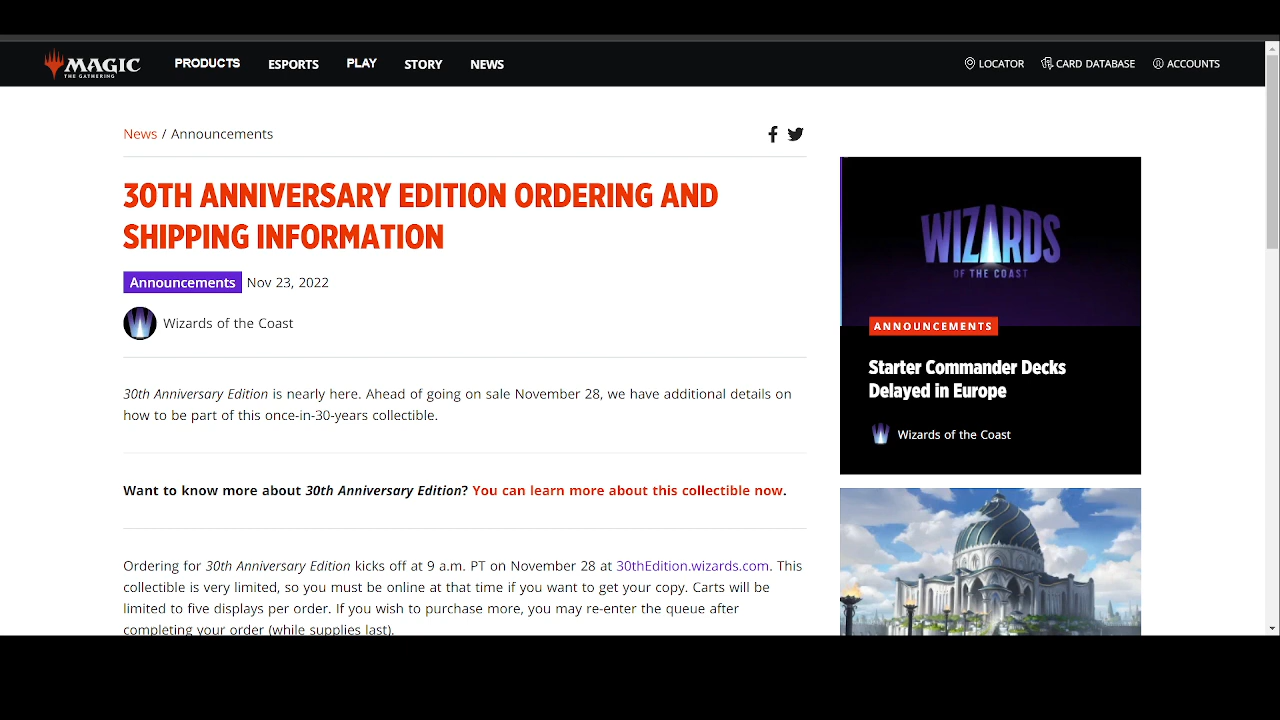 MAGIC
THE GATHERING
PRODUCTS
ESPORTS
PLAY
STORY
NEWS
LOCATOR
CARD DATABASE
ACCOUNTS
News / Announcements
30TH ANNIVERSARY EDITION ORDERING AND
SHIPPING INFORMATION
Announcements Nov 23, 2022
Wizards of the Coast
30th Anniversary Edition is nerly here. Ahead of going on sale November 28, we have additional details on
how to be part of this once-in-30-years collectible.
Want to know more about 30th Anniversary Edition? You can learn more about this collectible now.
Ordering for 30th Anniversary Edition kicks off at 9 a.m. PT on November 28 at 30thEdition.wizards.com. This
collectible is very limited, so you must be online at that time if you want to get your copy. Carts will be
limited to five displays per order. If you wish to purchase more, you may re-enter the queue after
completing your order (while supplies last).
WIZARDS
OF THE COAST
ANNOUNCEMENTS
Starter Commander Decks
Delayed in Europe
Wizards of the Coast